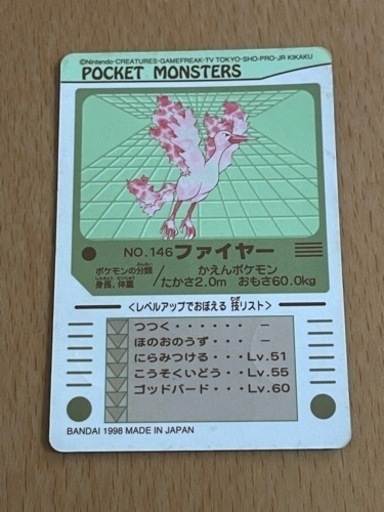 ©Nintendo·CREATURES·GAMEFREAK·TV TOKYO·SHO-PRO·JR KIKAKU
POCKET MONSTERS
NO.146ファイヤー
ポケモンの分類 かえんポケモン
身長、体重 たかさ2.0m おもさ60.0kg
<レベルアップでおぼえる技リスト>
つつく・・・・・・・・ー
ほのおのうず・・・・・ー
にらみつける・・・Lv.51
こうそくいどう・・Lv.55
ゴッドバード・・・Lv.60
BANDAI 1998 MADE IN JAPAN